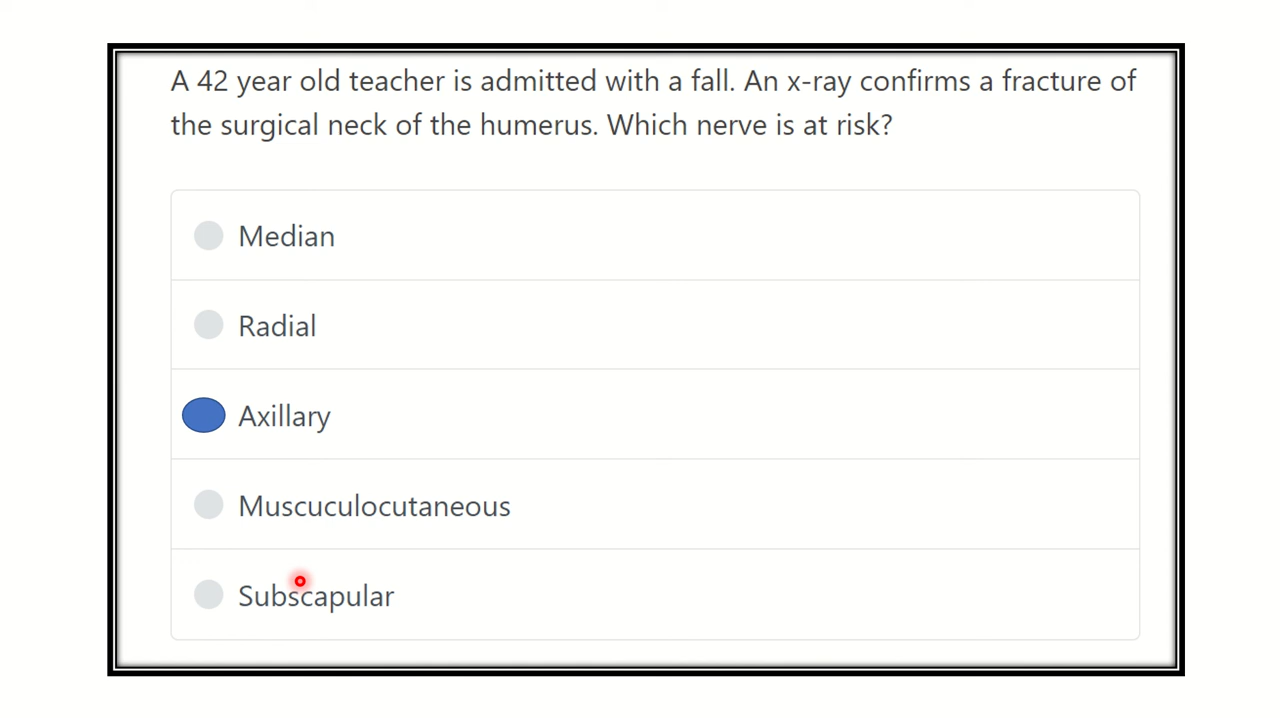 A 42 year old teacher is admitted with a fall. An x-ray confirms a fracture of
the surgical neck of the humerus. Which nerve is at risk?
Median
Radial
Axillary
Muscuculocutaneous
Subscapular